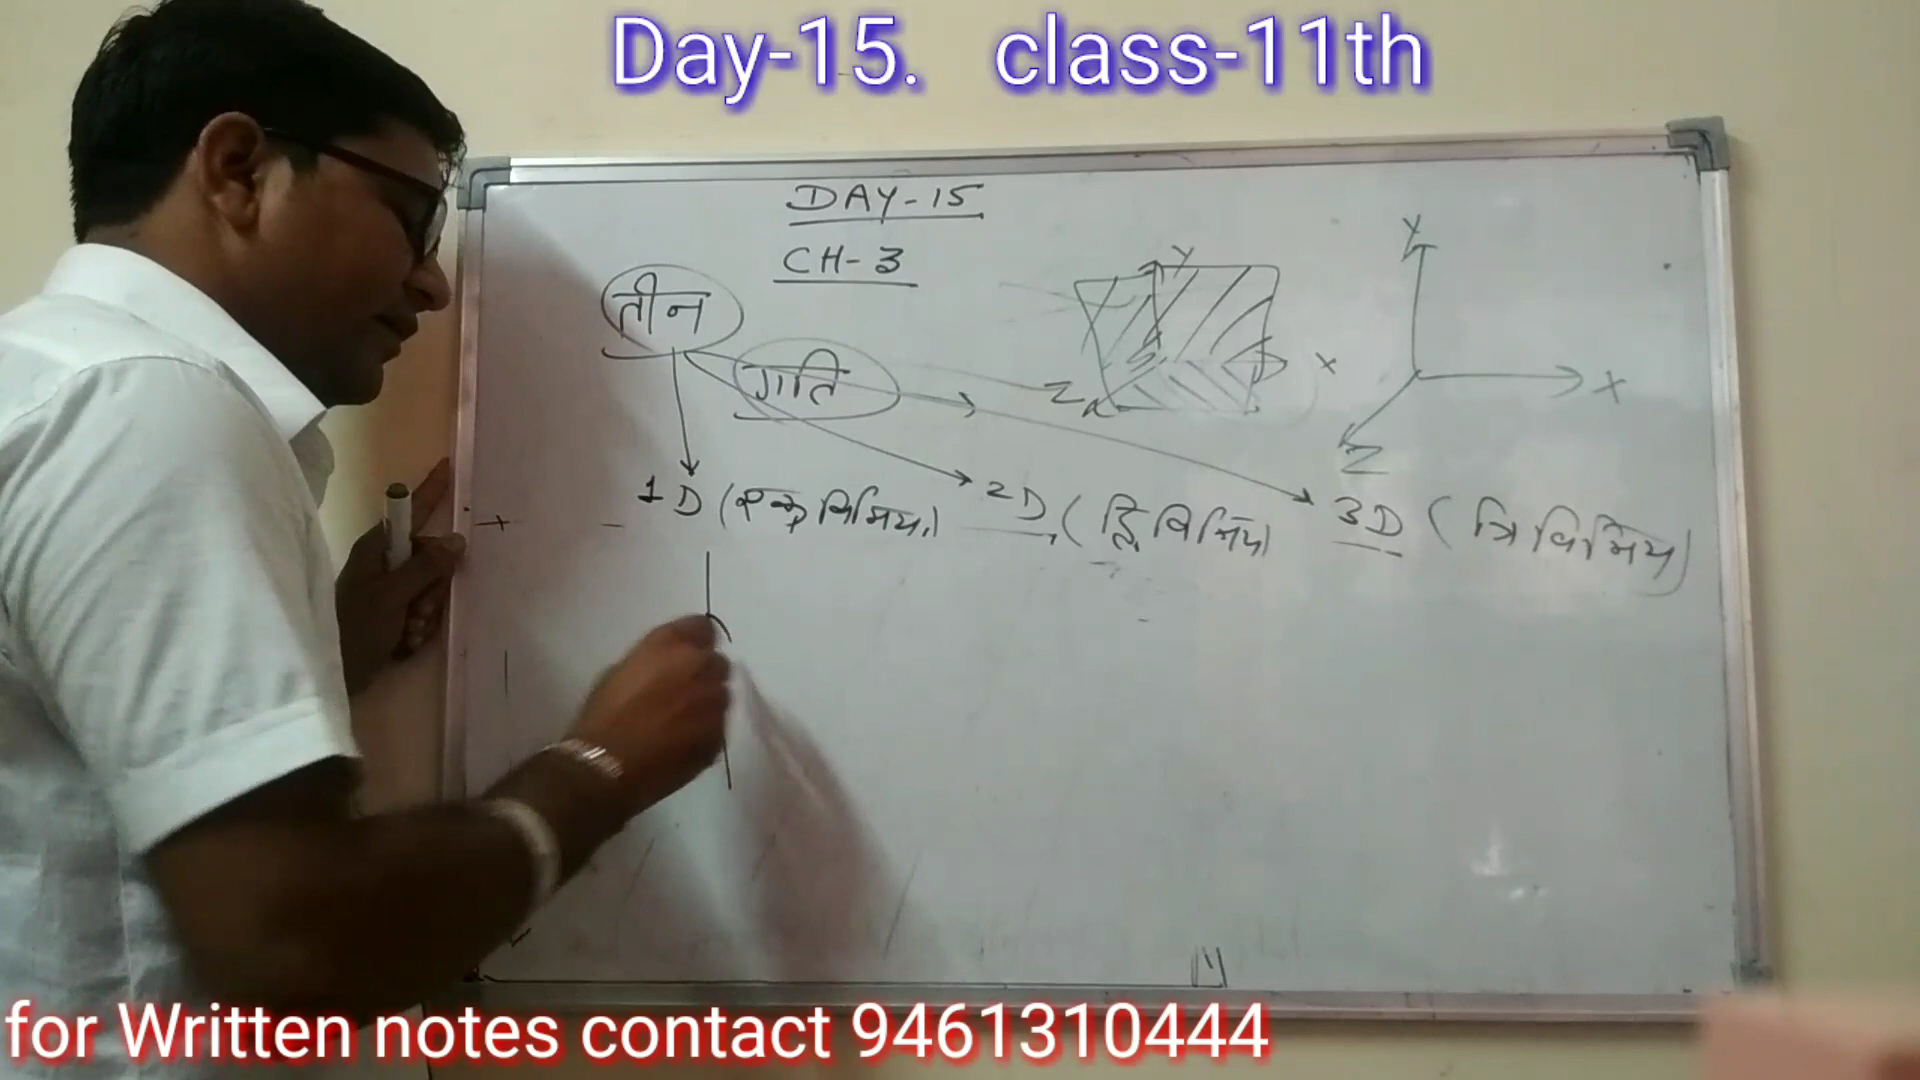 Day-15. class-11th
DAY-15
CH-3
तीन
गति
Y
X
Z
Y
X
Z
1D (एक विमिय)
2D (द्वि विमिय)
3D (त्रि विमिय)
for Written notes contact 9461310444